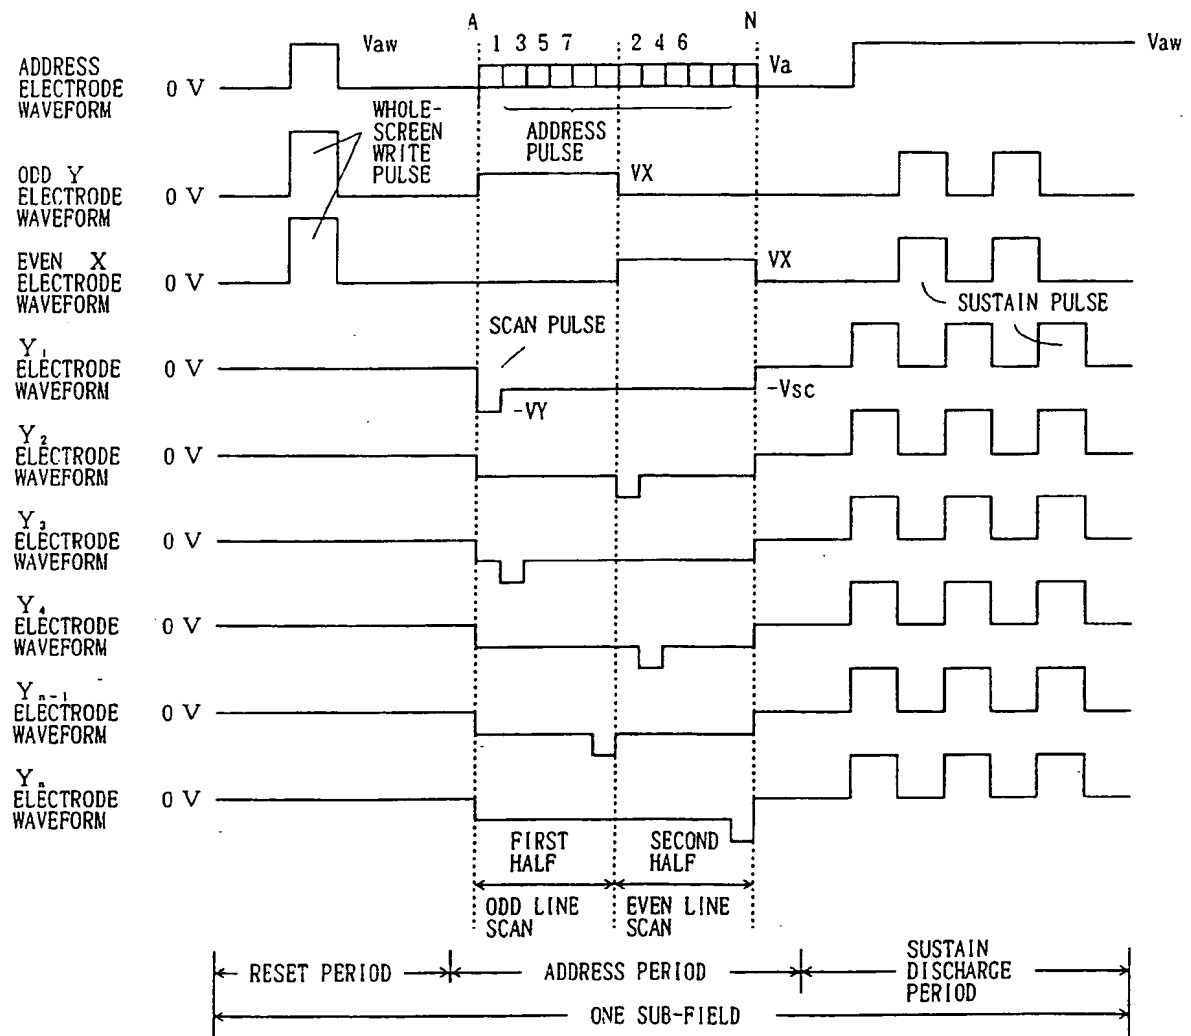 A N
1 3 5 7 2 4 6
Vaw Va Vaw
ADDRESS
ELECTRODE 0 V
WAVEFORM
WHOLE-
SCREEN
WRITE
PULSE
ADDRESS
PULSE
ODD Y
ELECTRODE 0 V
WAVEFORM
VX
EVEN X
ELECTRODE 0 V
WAVEFORM
VX
SUSTAIN PULSE
SCAN PULSE
Y₁
ELECTRODE 0 V
WAVEFORM
-VY
-Vsc
Y₂
ELECTRODE 0 V
WAVEFORM
Y₃
ELECTRODE 0 V
WAVEFORM
Y₄
ELECTRODE 0 V
WAVEFORM
Yₙ₋₁
ELECTRODE 0 V
WAVEFORM
Yₙ
ELECTRODE 0 V
WAVEFORM
FIRST
HALF
SECOND
HALF
ODD LINE
SCAN
EVEN LINE
SCAN
RESET PERIOD
ADDRESS PERIOD
SUSTAIN
DISCHARGE
PERIOD
ONE SUB-FIELD